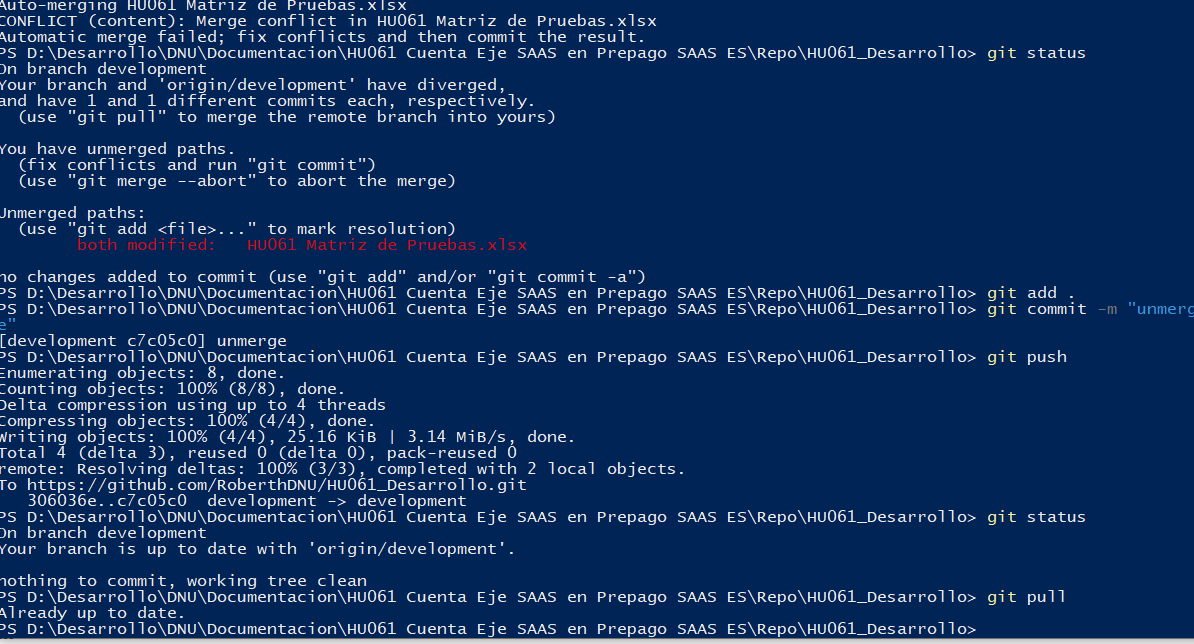 Auto-merging HU061 Matriz de Pruebas.xlsx
CONFLICT (content): Merge conflict in HU061 Matriz de Pruebas.xlsx
Automatic merge failed; fix conflicts and then commit the result.
PS D:\Desarrollo\DNU\Documentacion\HU061 Cuenta Eje SAAS en Prepago SAAS ES\Repo\HU061_Desarrollo> git status
On branch development
Your branch and 'origin/development' have diverged,
and have 1 and 1 different commits each, respectively.
  (use "git pull" to merge the remote branch into yours)

You have unmerged paths.
  (fix conflicts and run "git commit")
  (use "git merge --abort" to abort the merge)

Unmerged paths:
  (use "git add <file>..." to mark resolution)
        both modified:   HU061 Matriz de Pruebas.xlsx

no changes added to commit (use "git add" and/or "git commit -a")
PS D:\Desarrollo\DNU\Documentacion\HU061 Cuenta Eje SAAS en Prepago SAAS ES\Repo\HU061_Desarrollo> git add .
PS D:\Desarrollo\DNU\Documentacion\HU061 Cuenta Eje SAAS en Prepago SAAS ES\Repo\HU061_Desarrollo> git commit -m "unmerg
e"
[development c7c05c0] unmerge
PS D:\Desarrollo\DNU\Documentacion\HU061 Cuenta Eje SAAS en Prepago SAAS ES\Repo\HU061_Desarrollo> git push
Enumerating objects: 8, done.
Counting objects: 100% (8/8), done.
Delta compression using up to 4 threads
Compressing objects: 100% (4/4), done.
Writing objects: 100% (4/4), 25.16 KiB | 3.14 MiB/s, done.
Total 4 (delta 3), reused 0 (delta 0), pack-reused 0
remote: Resolving deltas: 100% (3/3), completed with 2 local objects.
To https://github.com/RoberthDNU/HU061_Desarrollo.git
   306036e..c7c05c0  development -> development
PS D:\Desarrollo\DNU\Documentacion\HU061 Cuenta Eje SAAS en Prepago SAAS ES\Repo\HU061_Desarrollo> git status
On branch development
Your branch is up to date with 'origin/development'.

nothing to commit, working tree clean
PS D:\Desarrollo\DNU\Documentacion\HU061 Cuenta Eje SAAS en Prepago SAAS ES\Repo\HU061_Desarrollo> git pull
Already up to date.
PS D:\Desarrollo\DNU\Documentacion\HU061 Cuenta Eje SAAS en Prepago SAAS ES\Repo\HU061_Desarrollo>